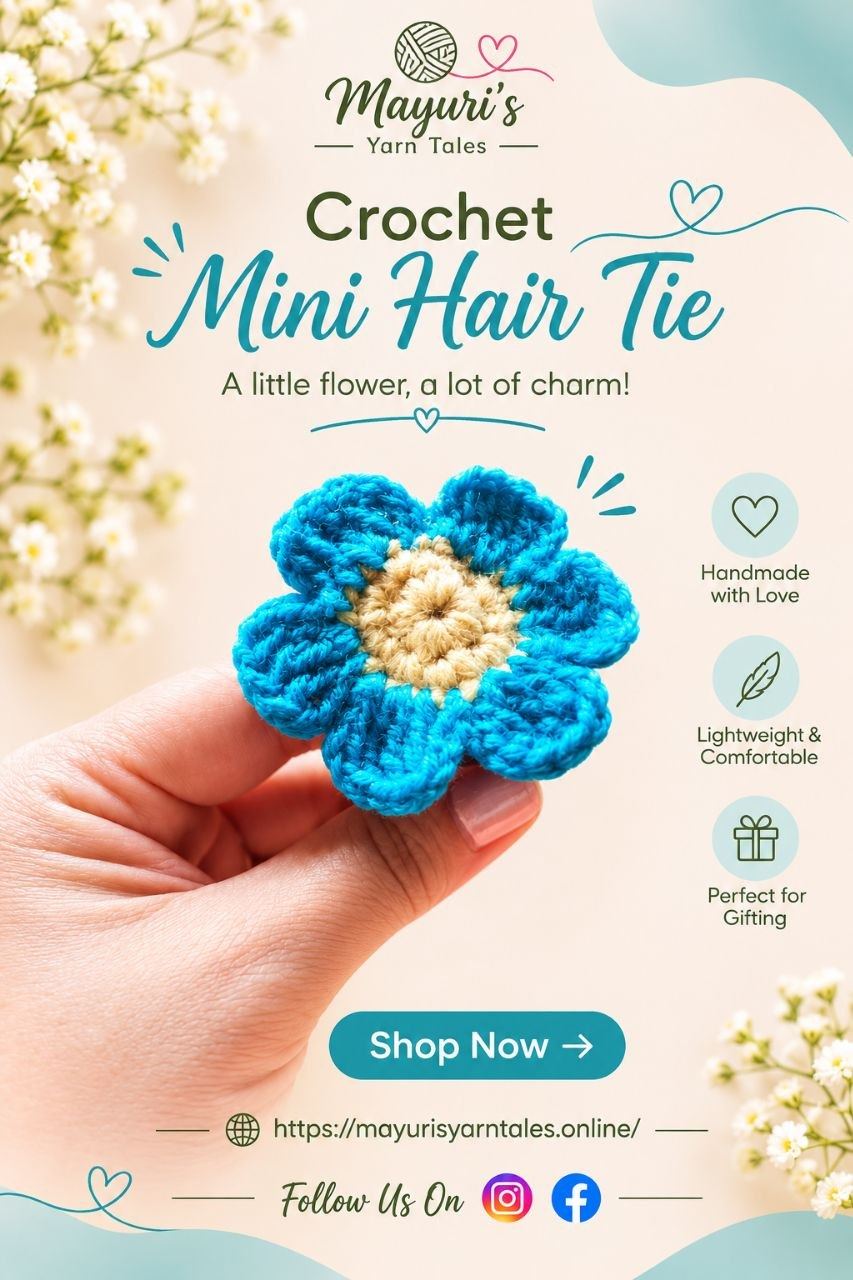 Mayuri's
Yarn Tales
Crochet
Mini Hair Tie
A little flower, a lot of charm!
Handmade
with Love
Lightweight &
Comfortable
Perfect for
Gifting
Shop Now →
https://mayurisyarntales.online/
Follow Us On